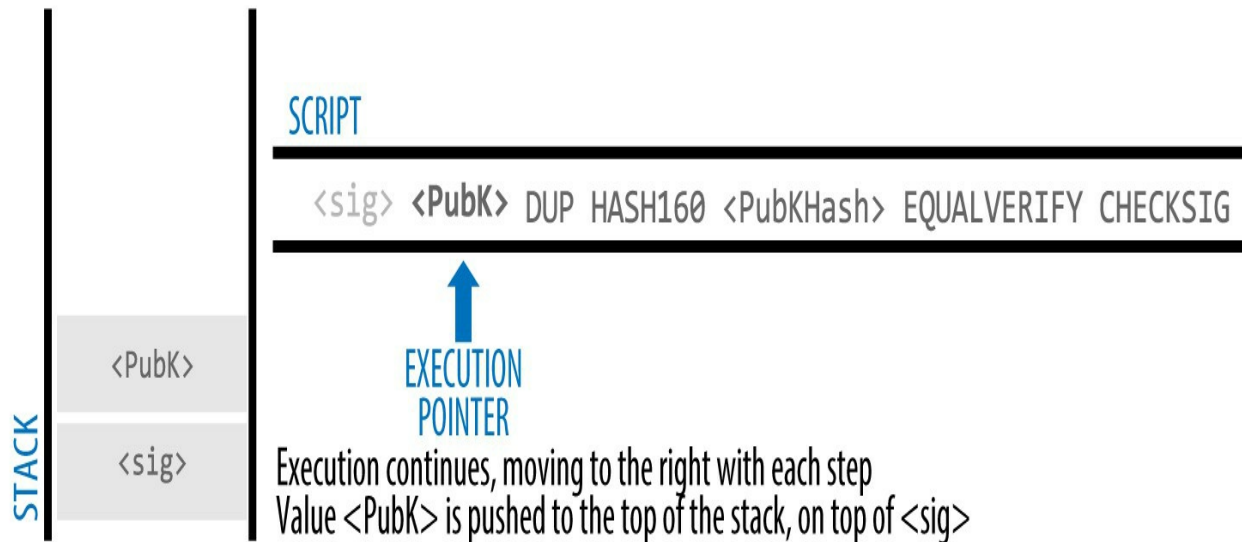 SCRIPT
<sig> <PubK> DUP HASH160 <PubKHash> EQUALVERIFY CHECKSIG
<PubK>
<sig>
STACK
EXECUTION
POINTER
Execution continues, moving to the right with each step
Value <PubK> is pushed to the top of the stack, on top of <sig>